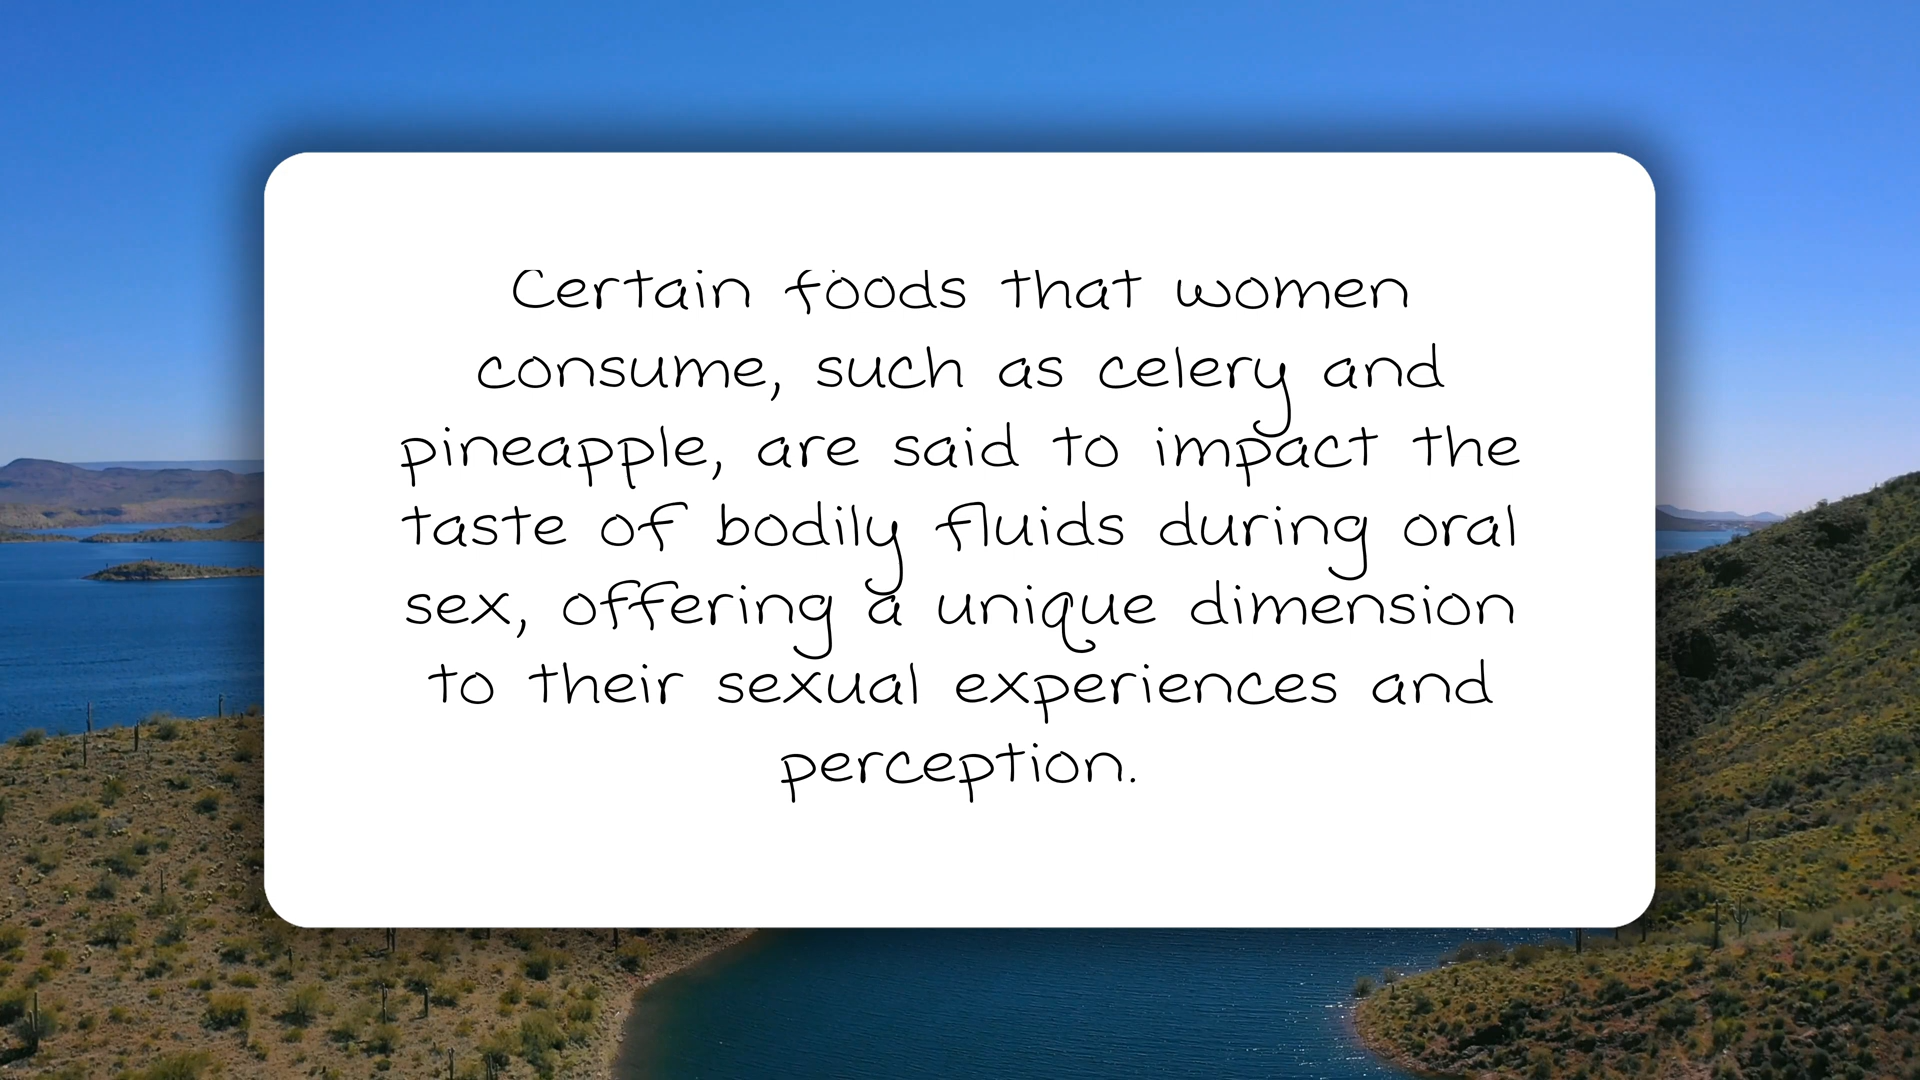 Certain foods that women
consume, such as celery and
pineapple, are said to impact the
taste of bodily fluids during oral
sex, offering a unique dimension
to their sexual experiences and
perception.